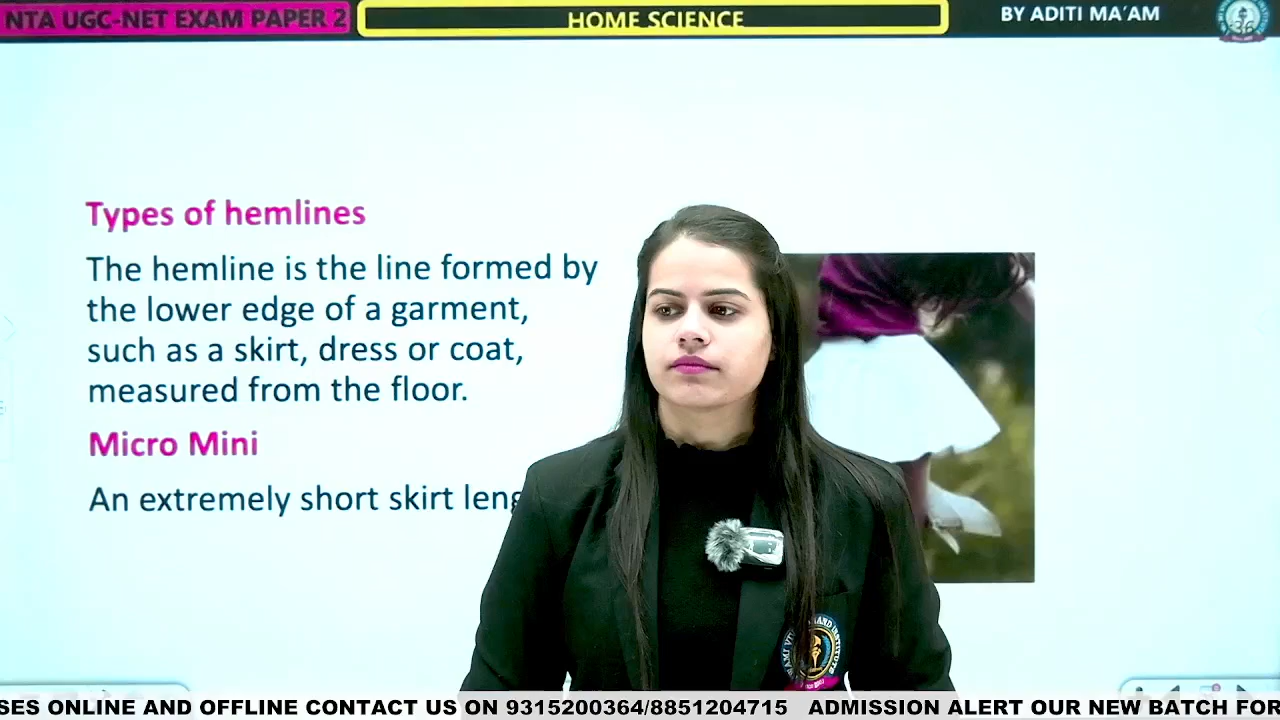 NTA UGC-NET EXAM PAPER 2
HOME SCIENCE
BY ADITI MA'AM
Types of hemlines
The hemline is the line formed by
the lower edge of a garment,
such as a skirt, dress or coat,
measured from the floor.
Micro Mini
An extremely short skirt
ONLINE AND OFFLINE CONTACT US ON 9315200364/8851204715 ADMISSION ALERT OUR NEW BATCH FOR